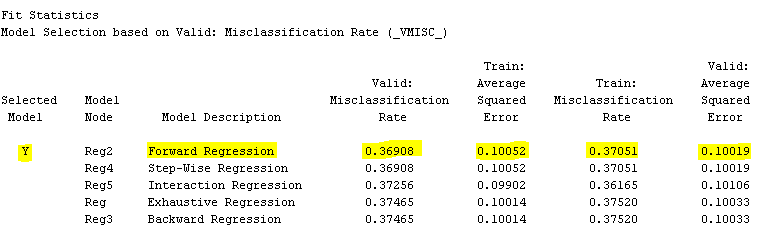 Fit Statistics
Model Selection based on Valid: Misclassification Rate (_VMISC_)
Train: Valid:
Valid: Average Train: Average
Selected Model Misclassification Squared Misclassification Squared
Model Node Model Description Rate Error Rate Error
Y Reg2 Forward Regression 0.36908 0.10052 0.37051 0.10019
Reg4 Step-Wise Regression 0.36908 0.10052 0.37051 0.10019
Reg5 Interaction Regression 0.37256 0.09902 0.36165 0.10106
Reg Exhaustive Regression 0.37465 0.10014 0.37520 0.10033
Reg3 Backward Regression 0.37465 0.10014 0.37520 0.10033